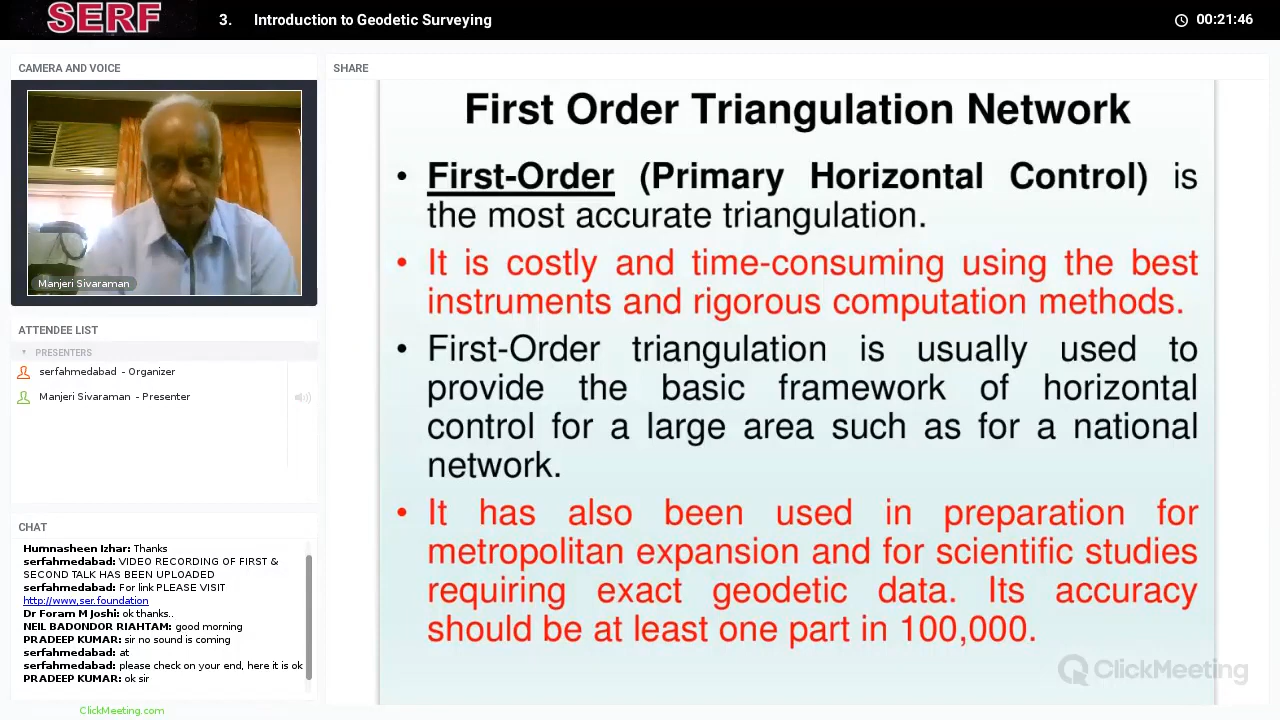 SERF
3. Introduction to Geodetic Surveying
00:21:46
CAMERA AND VOICE
Manjeri Sivaraman
ATTENDEE LIST
PRESENTERS
serfahmedabad - Organizer
Manjeri Sivaraman - Presenter
CHAT
Humnasheen Izhar: Thanks
serfahmedabad: VIDEO RECORDING OF FIRST &
SECOND TALK HAS BEEN UPLOADED
serfahmedabad: For link PLEASE VISIT
http://www.ser.foundation
Dr Foram M Joshi: ok thanks..
NEIL BADONDOR RIAHTAM: good morning
PRADEEP KUMAR: sir no sound is coming
serfahmedabad: at
serfahmedabad: please check on your end, here it is ok
PRADEEP KUMAR: ok sir
ClickMeeting.com
SHARE
First Order Triangulation Network
• First-Order (Primary Horizontal Control) is
the most accurate triangulation.
• It is costly and time-consuming using the best
instruments and rigorous computation methods.
• First-Order triangulation is usually used to
provide the basic framework of horizontal
control for a large area such as for a national
network.
• It has also been used in preparation for
metropolitan expansion and for scientific studies
requiring exact geodetic data. Its accuracy
should be at least one part in 100,000.
ClickMeeting